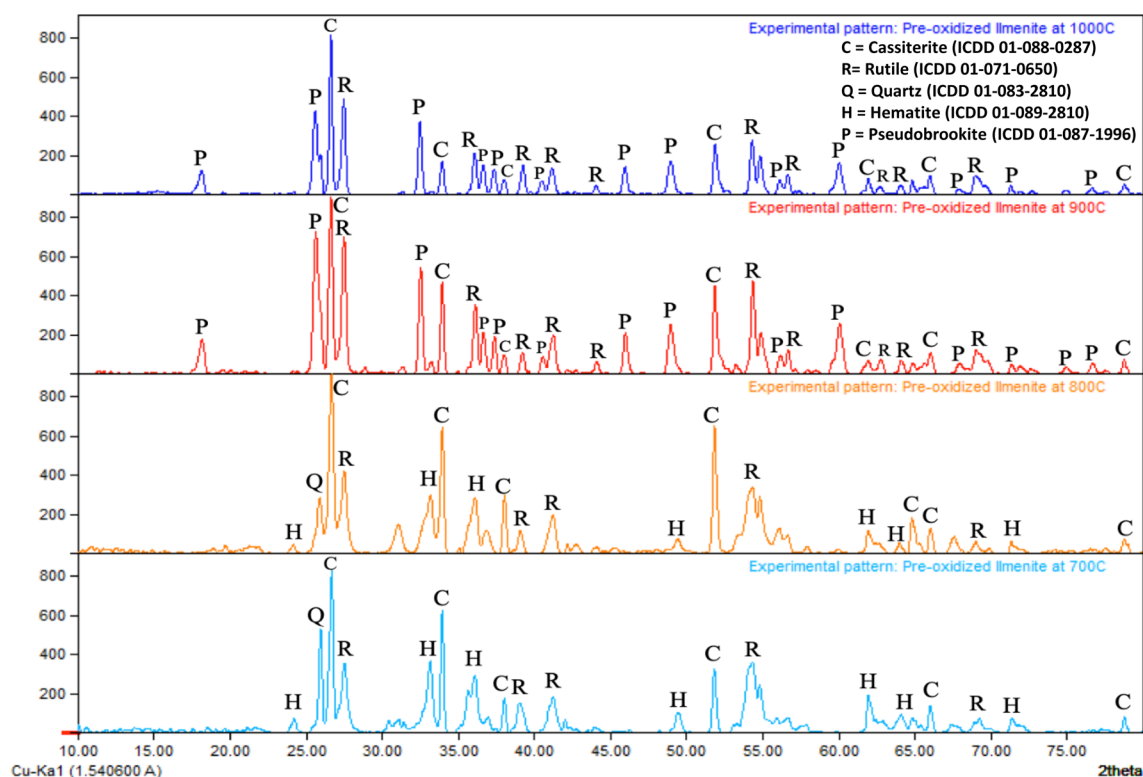 Experimental pattern: Pre-oxidized Ilmenite at 1000C
C = Cassiterite (ICDD 01-088-0287)
R= Rutile (ICDD 01-071-0650)
Q = Quartz (ICDD 01-083-2810)
H = Hematite (ICDD 01-089-2810)
P = Pseudobrookite (ICDD 01-087-1996)
800
600
400
200
P P C R P C R P P C P R R R P P C R P R P C R R C P R P P C
Experimental pattern: Pre-oxidized Ilmenite at 900C
800
600
400
200
P P C R P C R P P C R P R R P P C R P R P C R R C P R P P P C
Experimental pattern: Pre-oxidized Ilmenite at 800C
800
600
400
200
H Q C R H C H C R R H C R H H C C R H C
Experimental pattern: Pre-oxidized Ilmenite at 700C
800
600
400
200
H Q C R H C H C R R H C R H H C R H C
10.00 15.00 20.00 25.00 30.00 35.00 40.00 45.00 50.00 55.00 60.00 65.00 70.00 75.00
Cu-Ka1 (1.540600 A) 2theta